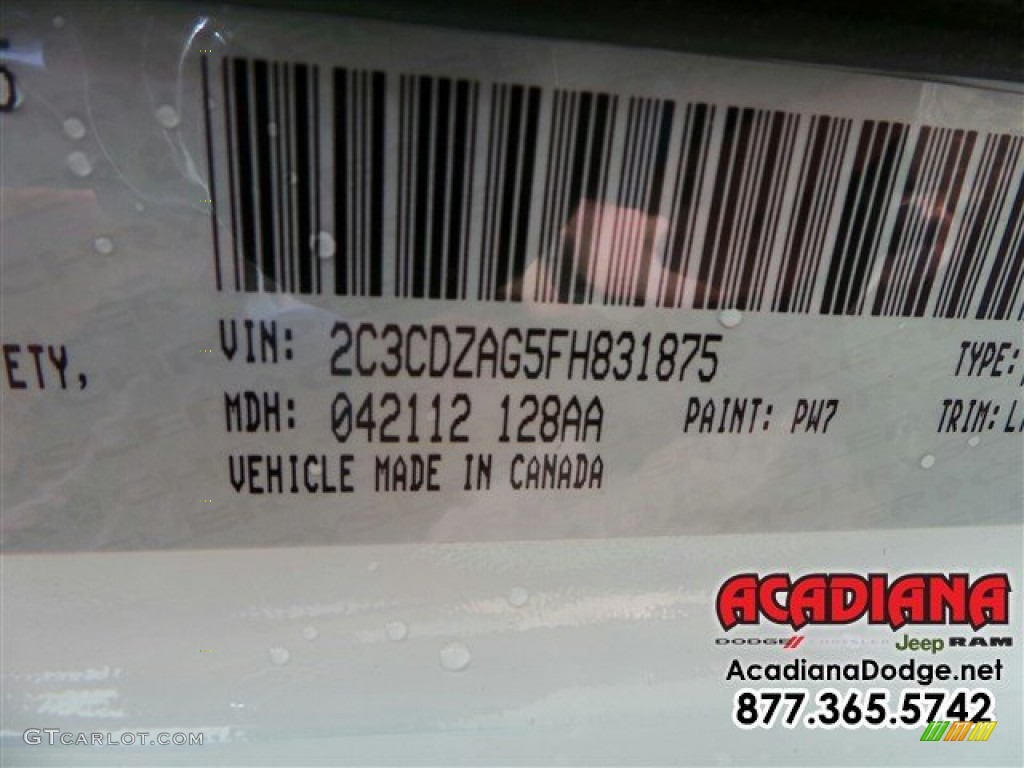 ETY,
VIN: 2C3CDZAG5FH831875
TYPE:
MDH: 042112 128AA
PAINT: PW7
TRIM:
VEHICLE MADE IN CANADA
ACADIANA
DODGE CHRYSLER Jeep RAM
AcadianaDodge.net
877.365.5742
GTCARLOT.COM